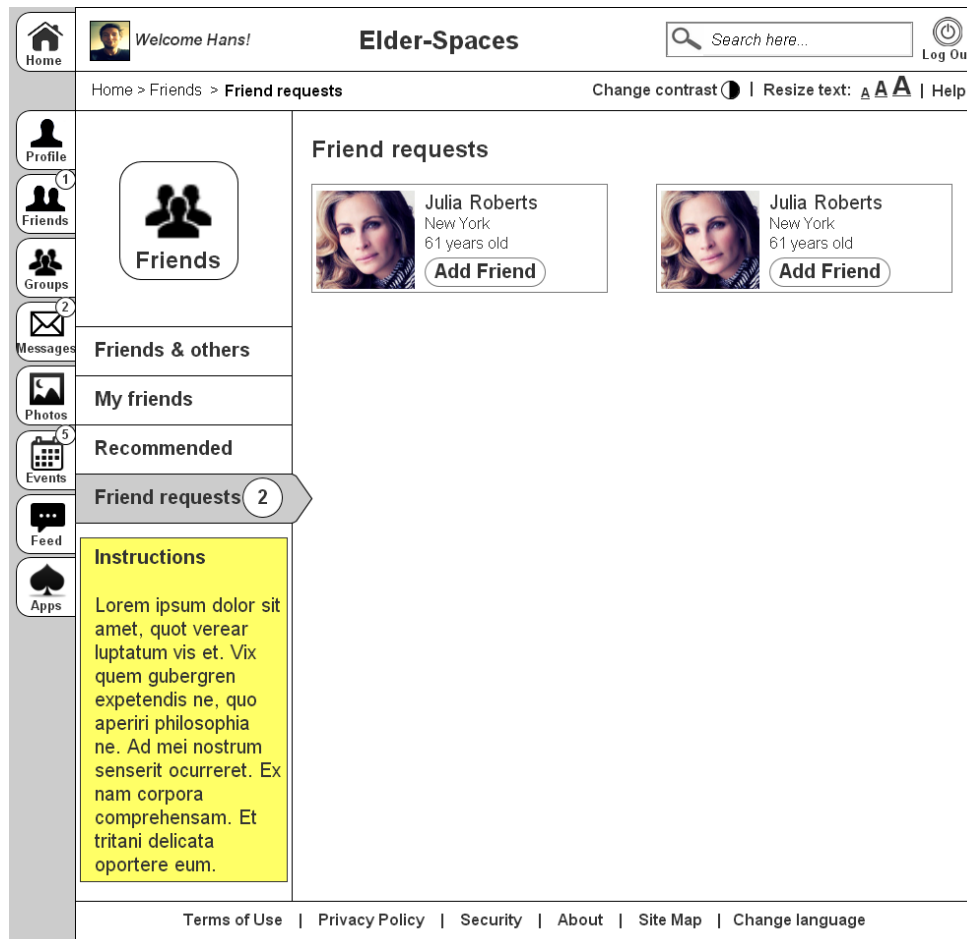 Home
Welcome Hans!
Elder-Spaces
Search here...
Log Ou
Home > Friends > Friend requests
Change contrast | Resize text: A A A | Help
Profile
1
Friends
Groups
2
Messages
Photos
5
Events
Feed
Apps
Friends
Friends & others
My friends
Recommended
Friend requests 2
Instructions
Lorem ipsum dolor sit
amet, quot verear
luptatum vis et. Vix
quem gubergren
expetendis ne, quo
aperiri philosophia
ne. Ad mei nostrum
senserit ocurreret. Ex
nam corpora
comprehensam. Et
tritani delicata
oportere eum.
Friend requests
Julia Roberts
New York
61 years old
Add Friend
Julia Roberts
New York
61 years old
Add Friend
Terms of Use | Privacy Policy | Security | About | Site Map | Change language